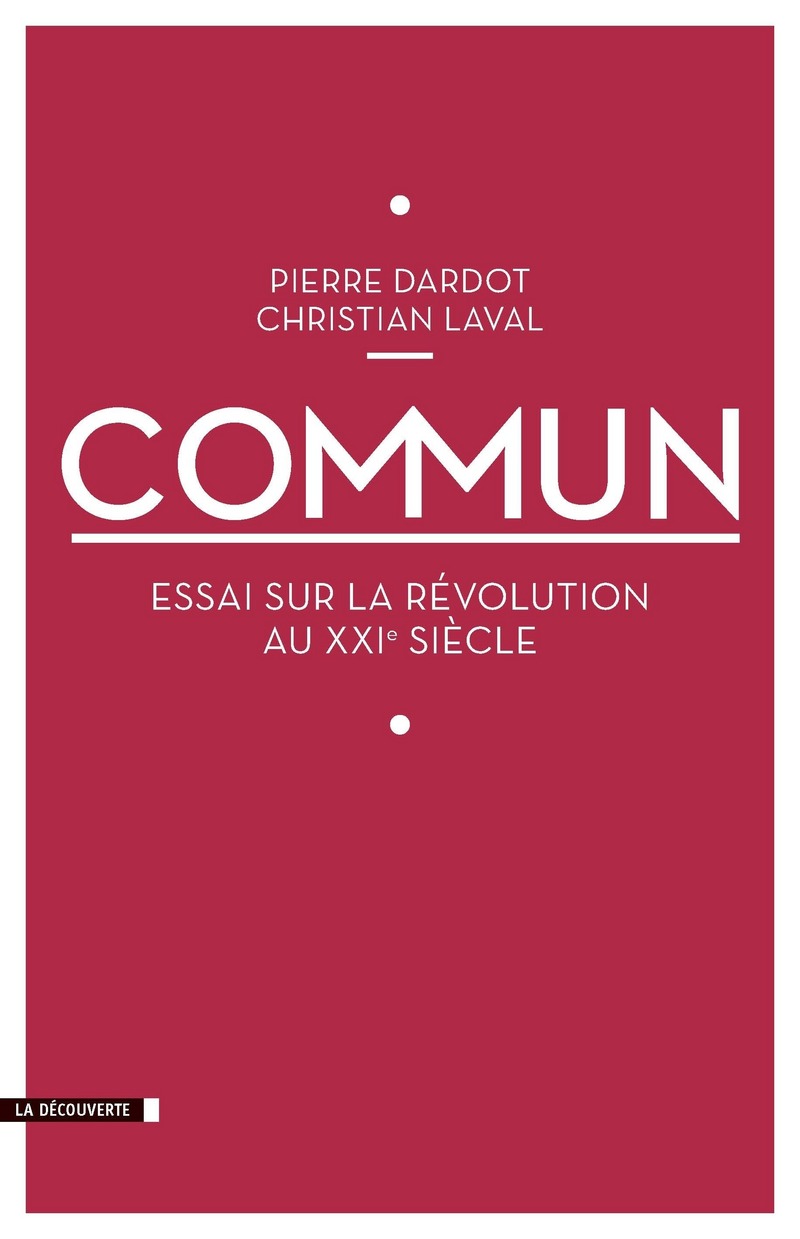 PIERRE DARDOT
CHRISTIAN LAVAL
COMMUN
ESSAI SUR LA RÉVOLUTION
AU XXIe SIÈCLE
LA DÉCOUVERTE